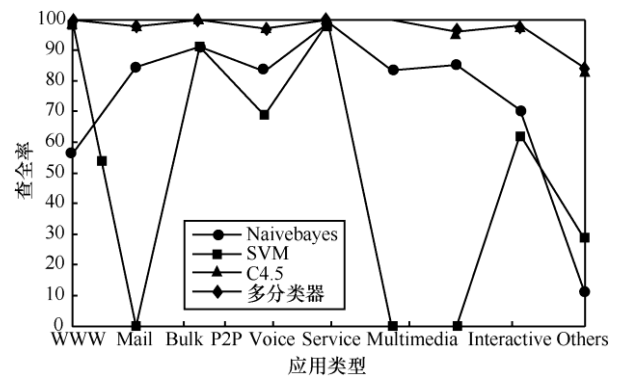 100
90
80
70
60
50
40
30
20
10
0
查全率
Naivebayes
SVM
C4.5
多分类器
WWW Mail Bulk P2P Voice Service Multimedia Interactive Others
应用类型